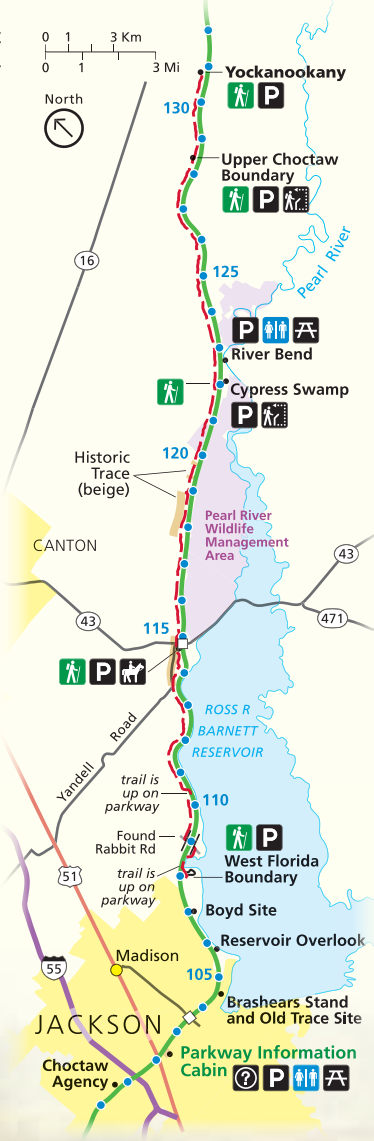 0 1 3 Km
0 1 3 Mi
North
Yockanookany
P
130
Upper Choctaw
Boundary
P
Pearl River
16
125
P
River Bend
Cypress Swamp
P
120
Historic
Trace
(beige)
Pearl River
Wildlife
Management
Area
CANTON
43
43
471
115
P
ROSS R
BARNETT
RESERVOIR
Yandell Road
trail is
up on
parkway
110
Found
Rabbit Rd
P
West Florida
Boundary
trail is
up on
parkway
51
Boyd Site
Reservoir Overlook
55
Madison
105
Brashears Stand
and Old Trace Site
JACKSON
Parkway Information
Cabin
? P
Choctaw
Agency